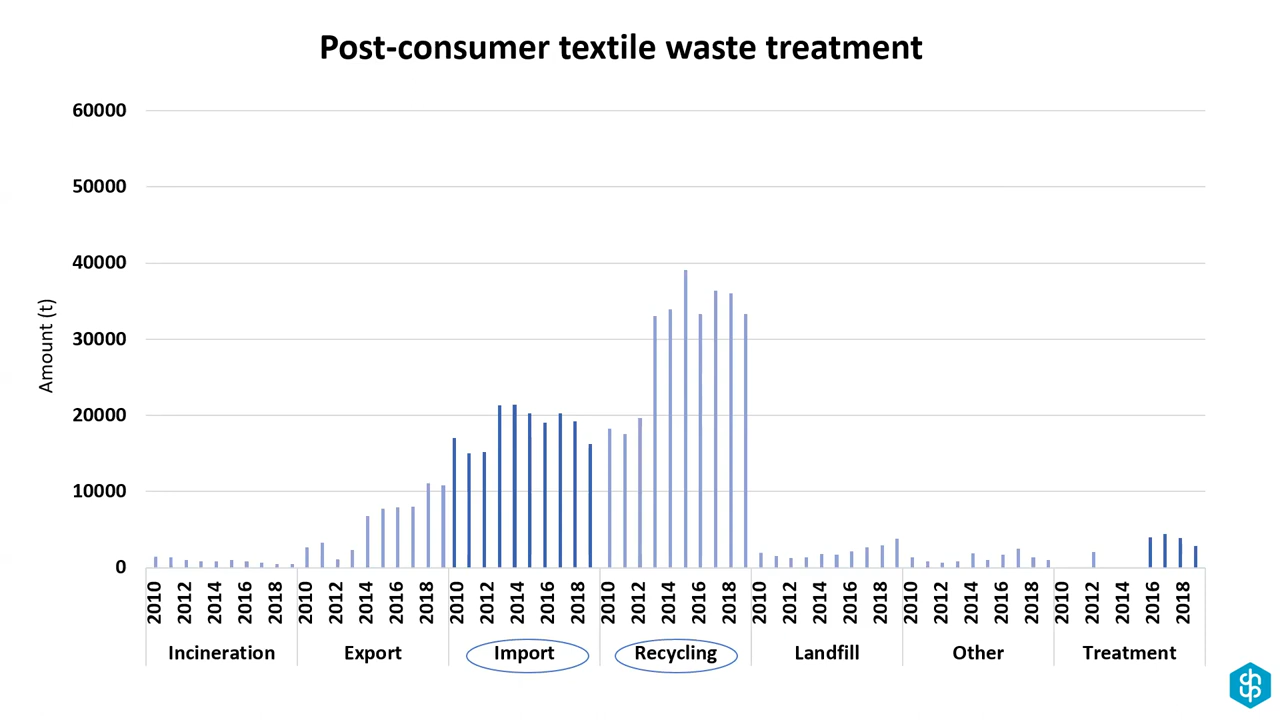 Post-consumer textile waste treatment
60000
50000
40000
30000
20000
10000
0
Amount (t)
2010 2012 2014 2016 2018 2010 2012 2014 2016 2018 2010 2012 2014 2016 2018 2010 2012 2014 2016 2018 2010 2012 2014 2016 2018 2010 2012 2014 2016 2018 2010 2012 2014 2016 2018
Incineration Export Import Recycling Landfill Other Treatment